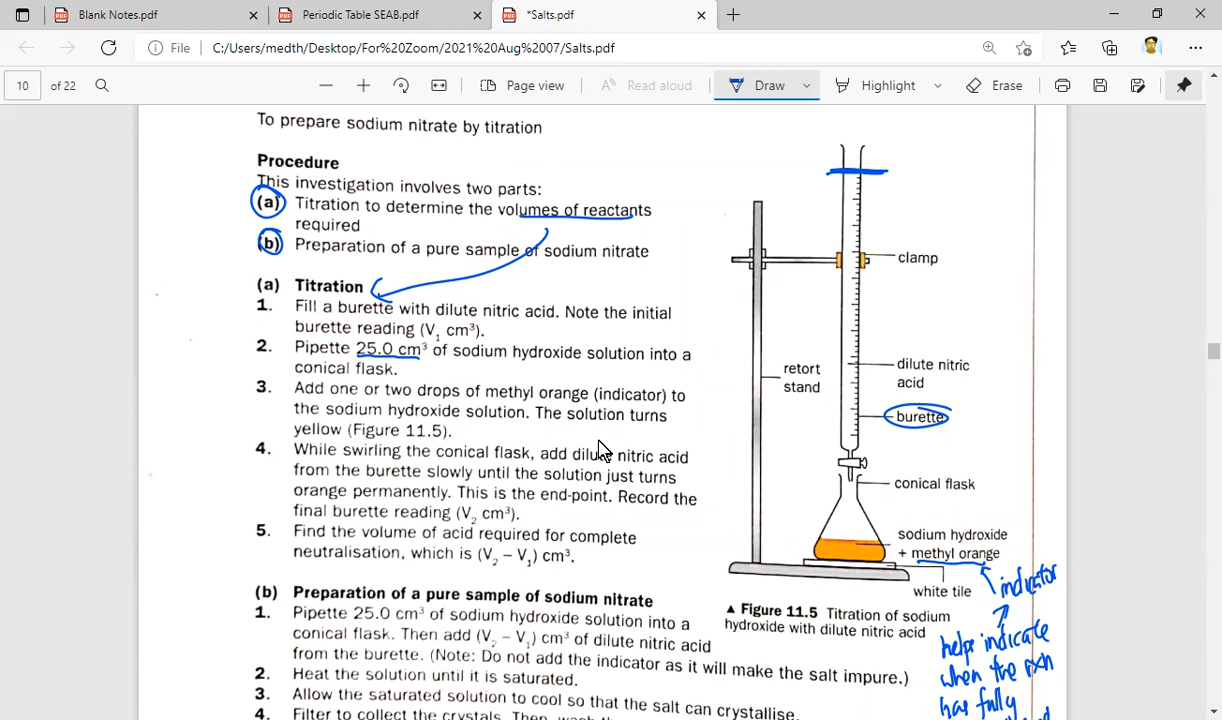 Blank Notes.pdf
Periodic Table SEAB.pdf
*Salts.pdf
File
C:/Users/medth/Desktop/For%20Zoom/2021%20Aug%2007/Salts.pdf
10 of 22
Page view
Read aloud
Draw
Highlight
Erase
To prepare sodium nitrate by titration
Procedure
This investigation involves two parts:
(a) Titration to determine the volumes of reactants
required
(b) Preparation of a pure sample of sodium nitrate
(a) Titration
1. Fill a burette with dilute nitric acid. Note the initial
burette reading (V₁ cm³).
2. Pipette 25.0 cm³ of sodium hydroxide solution into a
conical flask.
3. Add one or two drops of methyl orange (indicator) to
the sodium hydroxide solution. The solution turns
yellow (Figure 11.5).
4. While swirling the conical flask, add dilute nitric acid
from the burette slowly until the solution just turns
orange permanently. This is the end-point. Record the
final burette reading (V₂ cm³).
5. Find the volume of acid required for complete
neutralisation, which is (V₂ – V₁) cm³.
(b) Preparation of a pure sample of sodium nitrate
1. Pipette 25.0 cm³ of sodium hydroxide solution into a
conical flask. Then add (V₂ – V₁) cm³ of dilute nitric acid
from the burette. (Note: Do not add the indicator as it will make the salt impure.)
2. Heat the solution until it is saturated.
3. Allow the saturated solution to cool so that the salt can crystallise.
4. Filter to collect the crystals. Then wash the
clamp
retort
stand
dilute nitric
acid
burette
conical flask
sodium hydroxide
+ methyl orange
white tile
▲ Figure 11.5 Titration of sodium
hydroxide with dilute nitric acid
indicator
helps indicate
when the rxn
has fully